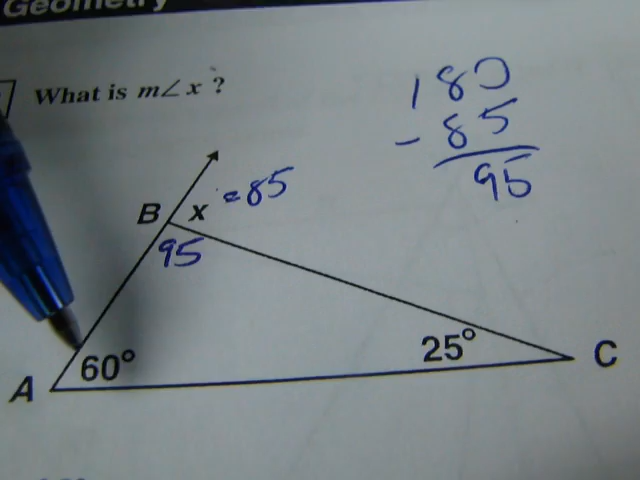 Geometry
What is m∠x?
180
- 85
95
B x = 85
95
60°
25°
A
C